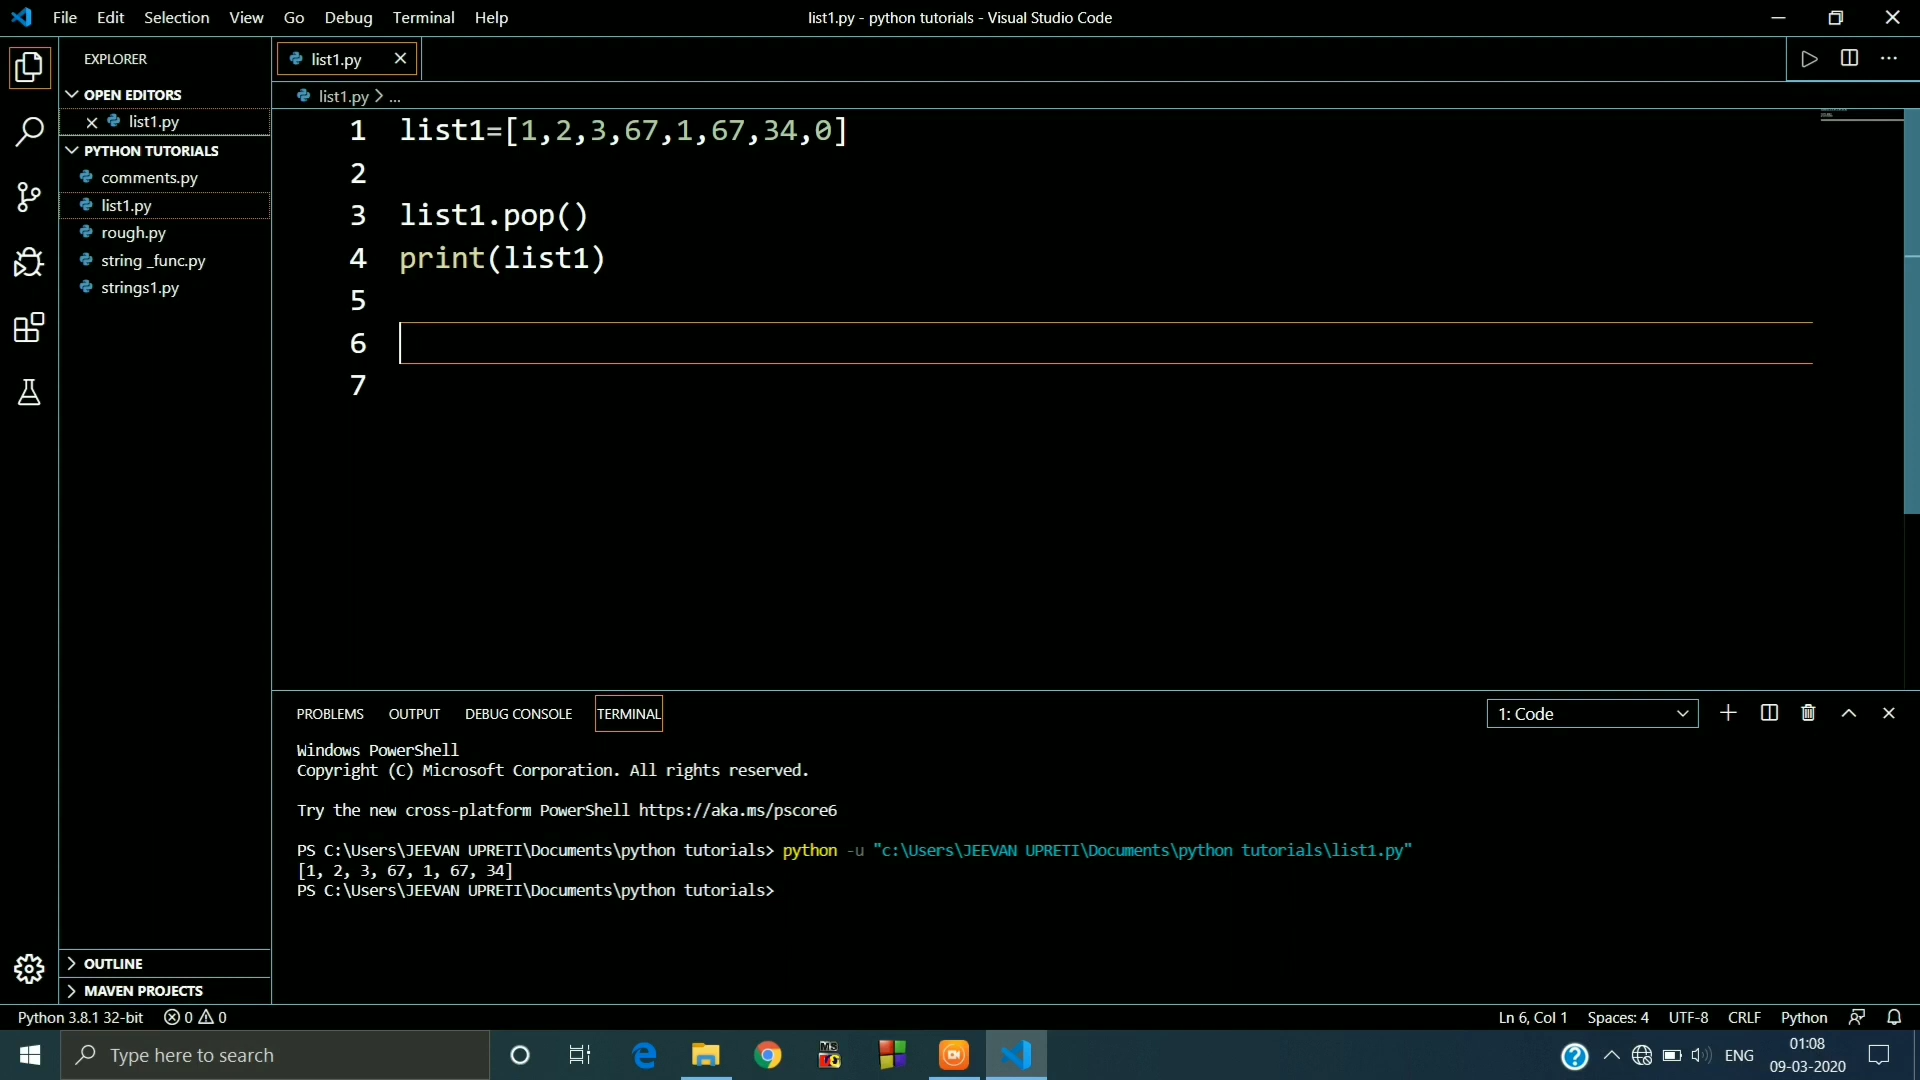 File Edit Selection View Go Debug Terminal Help
list1.py - python tutorials - Visual Studio Code
EXPLORER
OPEN EDITORS
list1.py
PYTHON TUTORIALS
comments.py
list1.py
rough.py
string _func.py
strings1.py
OUTLINE
MAVEN PROJECTS
list1.py
list1.py > ...
1 list1=[1,2,3,67,1,67,34,0]
2
3 list1.pop()
4 print(list1)
5
6
7
PROBLEMS OUTPUT DEBUG CONSOLE TERMINAL
1: Code
Windows PowerShell
Copyright (C) Microsoft Corporation. All rights reserved.
Try the new cross-platform PowerShell https://aka.ms/pscore6
PS C:\Users\JEEVAN UPRETI\Documents\python tutorials> python -u "c:\Users\JEEVAN UPRETI\Documents\python tutorials\list1.py"
[1, 2, 3, 67, 1, 67, 34]
PS C:\Users\JEEVAN UPRETI\Documents\python tutorials>
Python 3.8.1 32-bit 0 0
Ln 6, Col 1 Spaces: 4 UTF-8 CRLF Python
Type here to search
ENG
01:08
09-03-2020